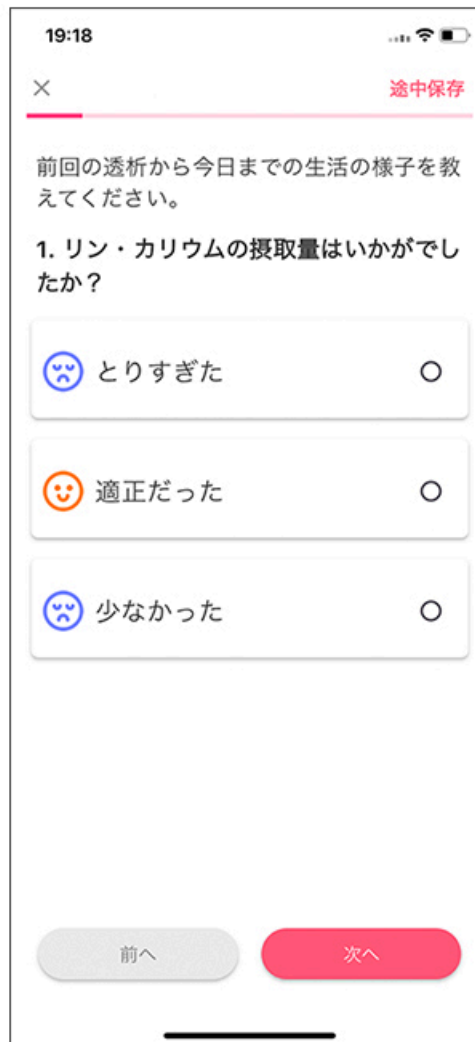 19:18
途中保存
前回の透析から今日までの生活の様子を教
えてください。
1. リン・カリウムの摂取量はいかがでし
たか？
とりすぎた
適正だった
少なかった
前へ
次へ